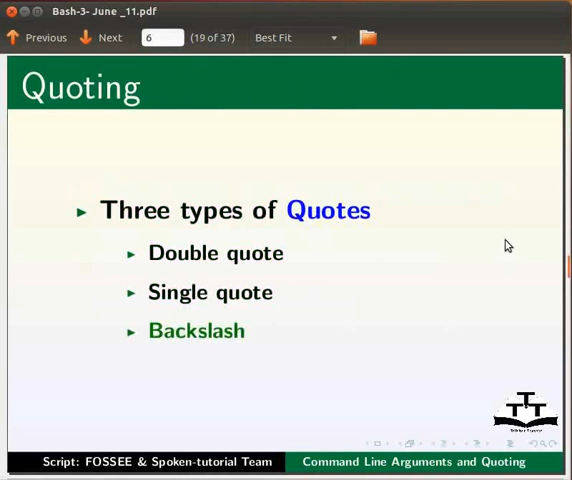 Bash-3- June _11.pdf
Previous Next 6 (19 of 37) Best Fit
Quoting
Three types of Quotes
Double quote
Single quote
Backslash
TTT
Script: FOSSEE & Spoken-tutorial Team Command Line Arguments and Quoting